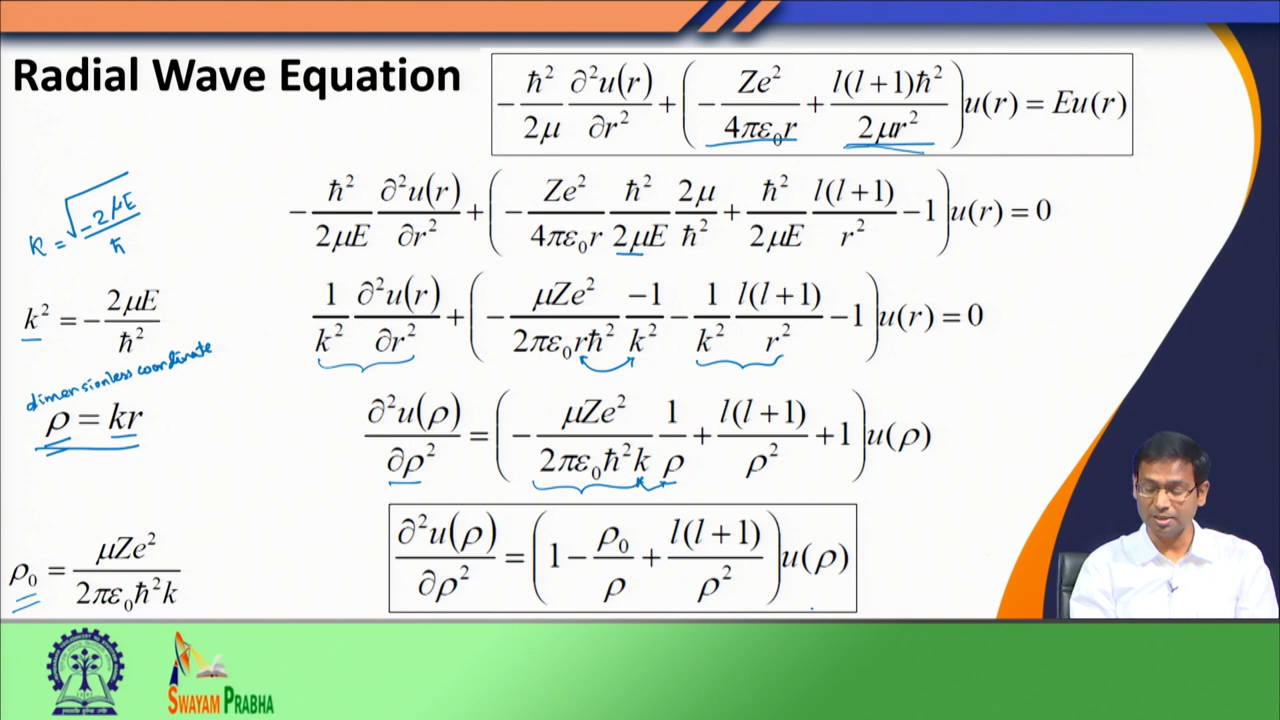 Radial Wave Equation
-ℏ²/2μ ∂²u(r)/∂r² + (-Ze²/4πε₀r + l(l+1)ℏ²/2μr²)u(r) = Eu(r)
k = √-2μE/ℏ
-ℏ²/2μE ∂²u(r)/∂r² + (-Ze²/4πε₀r ℏ²/2μE 2μ/ℏ² + ℏ²/2μE l(l+1)/r² - 1)u(r) = 0
k² = -2μE/ℏ²
1/k² ∂²u(r)/∂r² + (-μZe²/2πε₀rℏ² -1/k² - 1/k² l(l+1)/r² - 1)u(r) = 0
dimensionless coordinate
ρ = kr
∂²u(ρ)/∂ρ² = (-μZe²/2πε₀ℏ²k 1/ρ + l(l+1)/ρ² + 1)u(ρ)
ρ₀ = μZe²/2πε₀ℏ²k
∂²u(ρ)/∂ρ² = (1 - ρ₀/ρ + l(l+1)/ρ²)u(ρ)
SWAYAM PRABHA